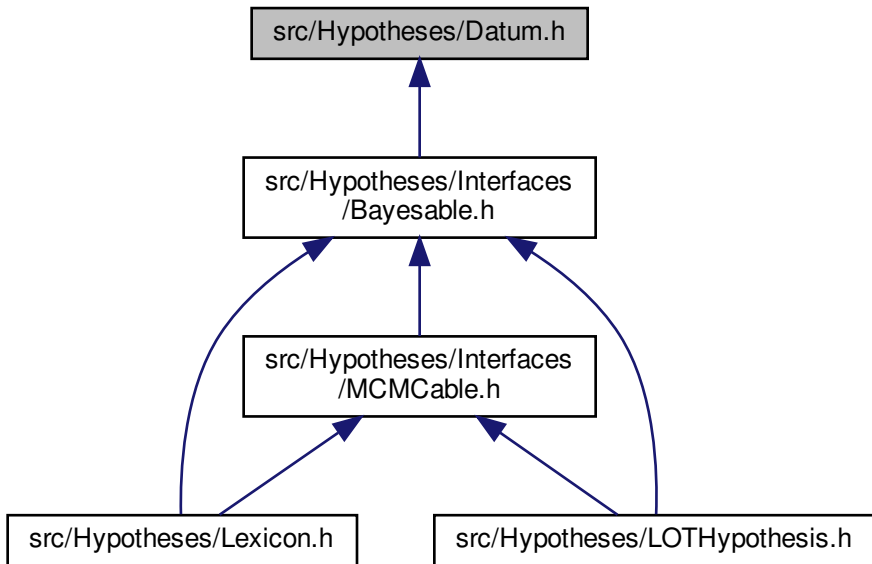 src/Hypotheses/Datum.h
src/Hypotheses/Interfaces
/Bayesable.h
src/Hypotheses/Interfaces
/MCMCable.h
src/Hypotheses/Lexicon.h
src/Hypotheses/LOTHypothesis.h